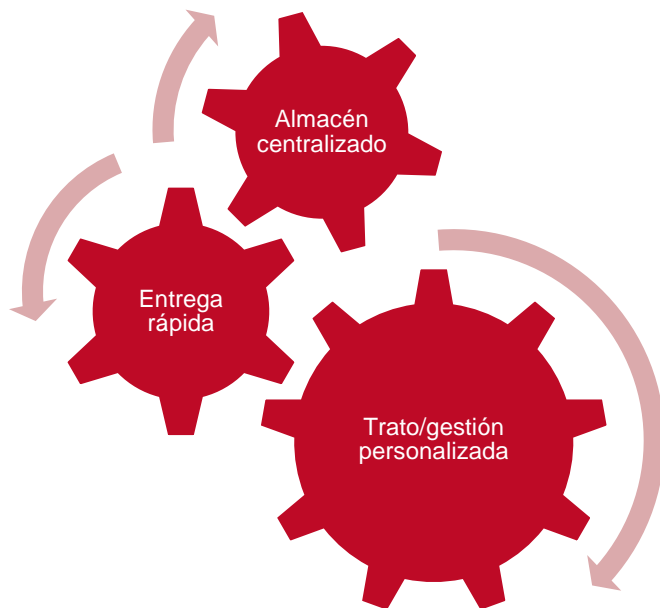 Almacén
centralizado
Entrega
rápida
Trato/gestión
personalizada